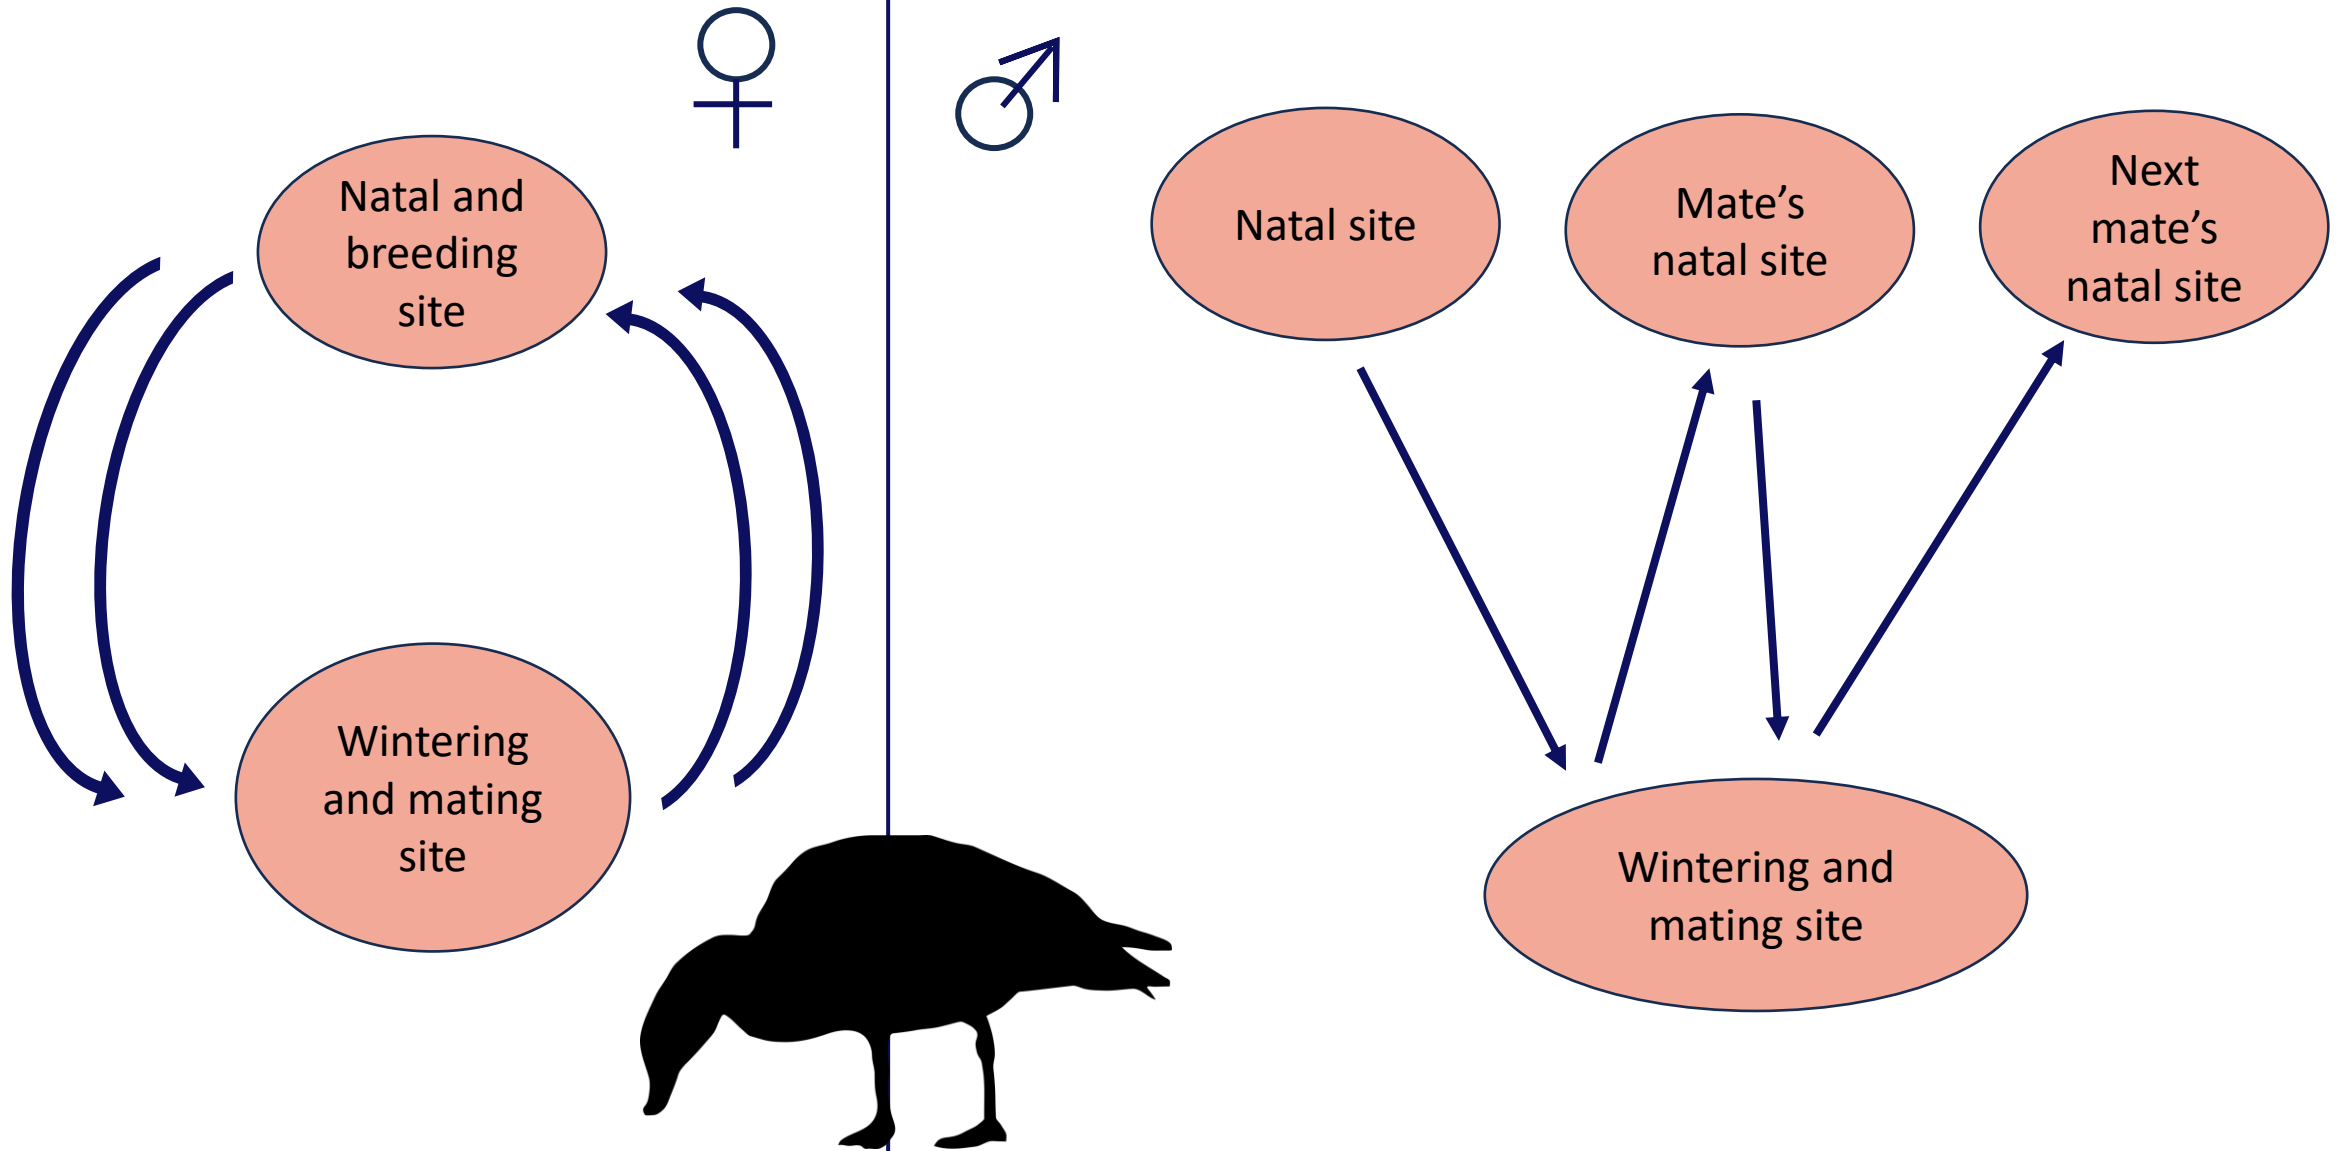 Natal and
breeding
site
Wintering
and mating
site
Natal site
Mate’s
natal site
Next
mate’s
natal site
Wintering and
mating site